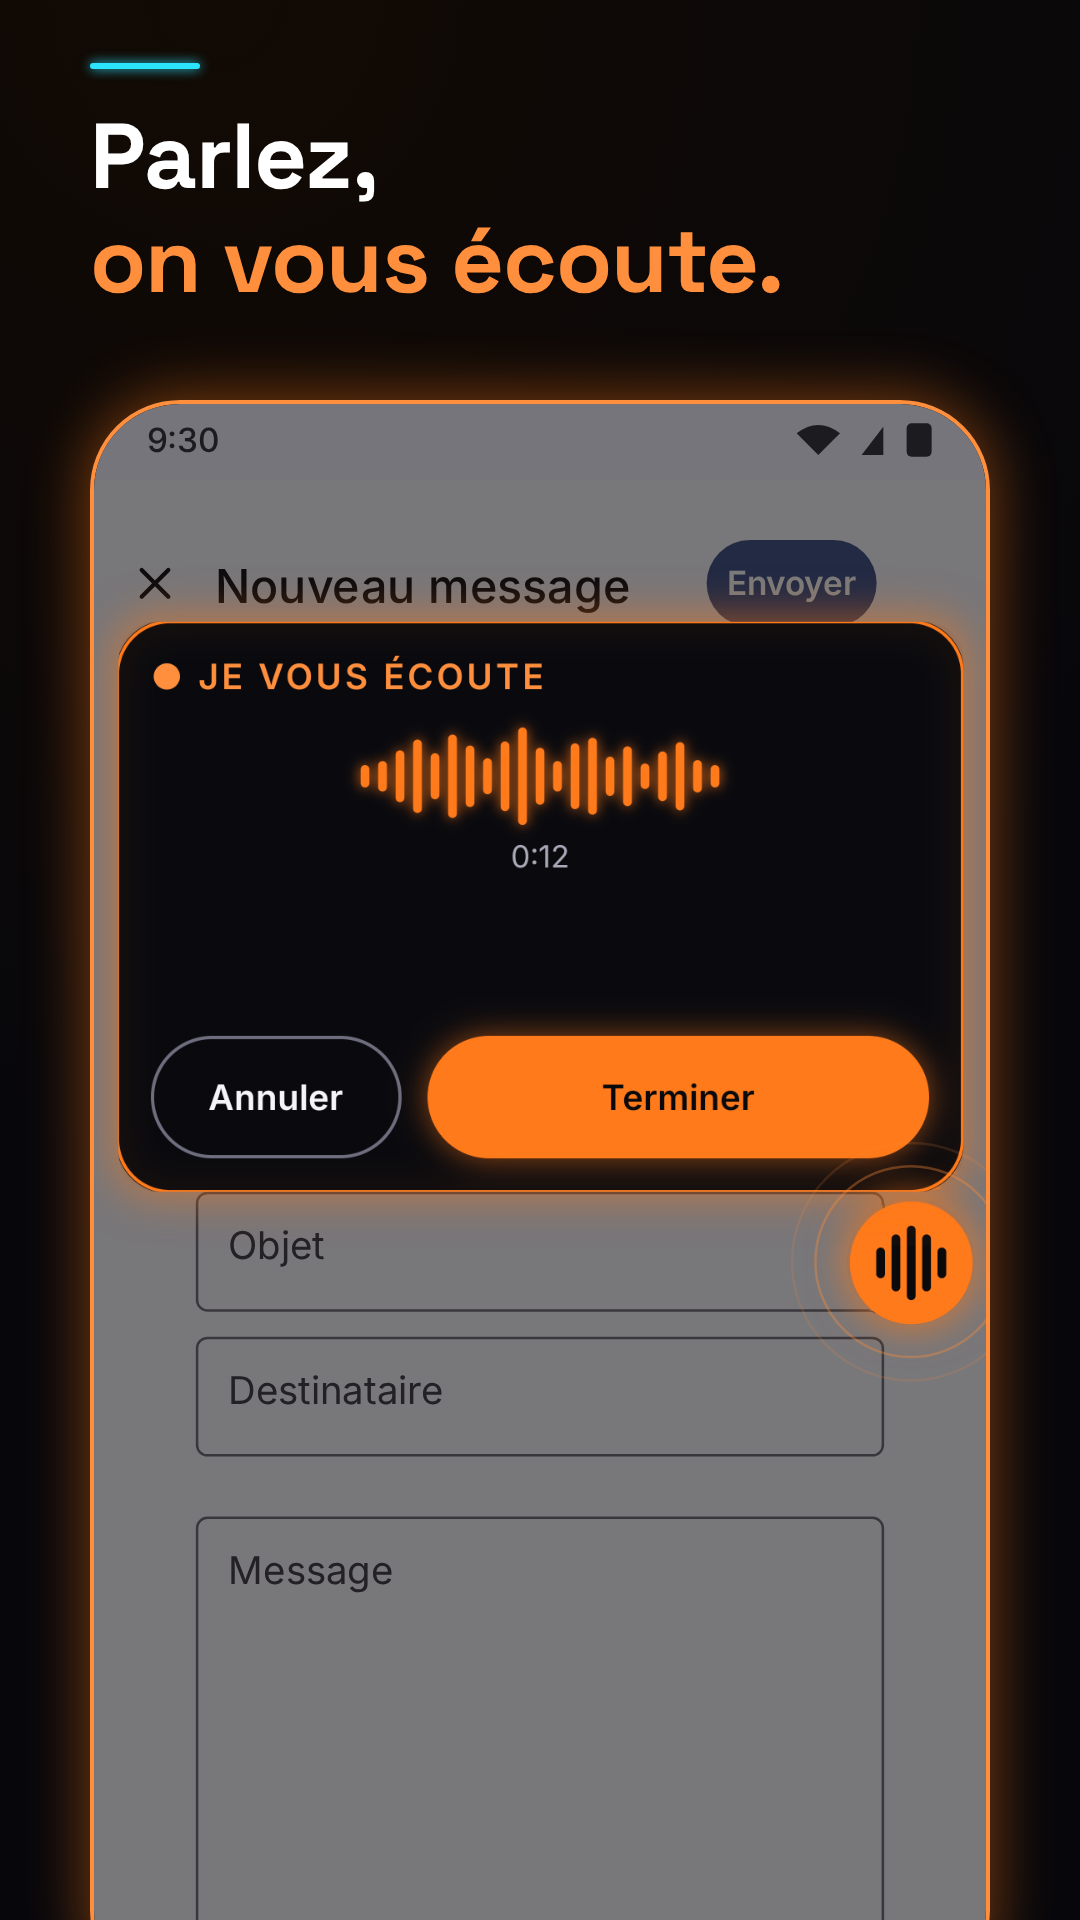 Parlez,
on vous écoute.
9:30
Nouveau message
Envoyer
JE VOUS ÉCOUTE
0:12
Annuler
Terminer
Objet
Destinataire
Message